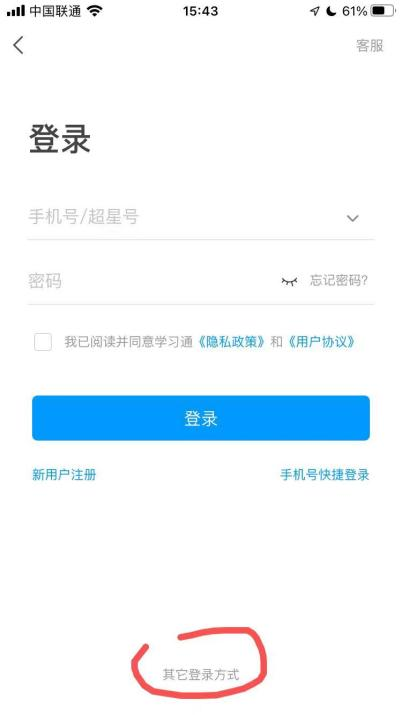 中国联通 15:43 61%
客服
登录
手机号/超星号
密码 忘记密码?
我已阅读并同意学习通《隐私政策》和《用户协议》
登录
新用户注册 手机号快捷登录
其它登录方式